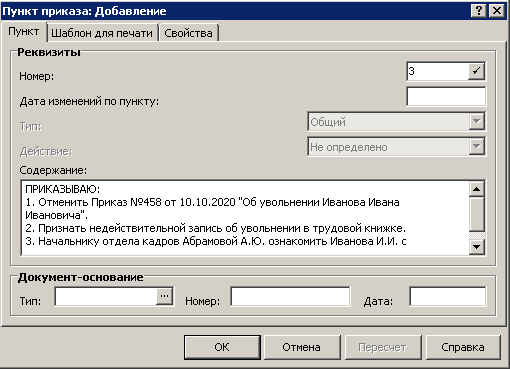 Пункт приказа: Добавление
Пункт Шаблон для печати Свойства
Реквизиты
Номер: 3
Дата изменений по пункту:
Тип: Общий
Действие: Не определено
Содержание:
ПРИКАЗЫВАЮ:
1. Отменить Приказ №458 от 10.10.2020 "Об увольнении Иванова Ивана
Ивановича".
2. Признать недействительной запись об увольнении в трудовой книжке.
3. Начальнику отдела кадров Абрамовой А.Ю. ознакомить Иванова И.И. с
Документ-основание
Тип: ... Номер: Дата:
ОК Отмена Пересчет Справка